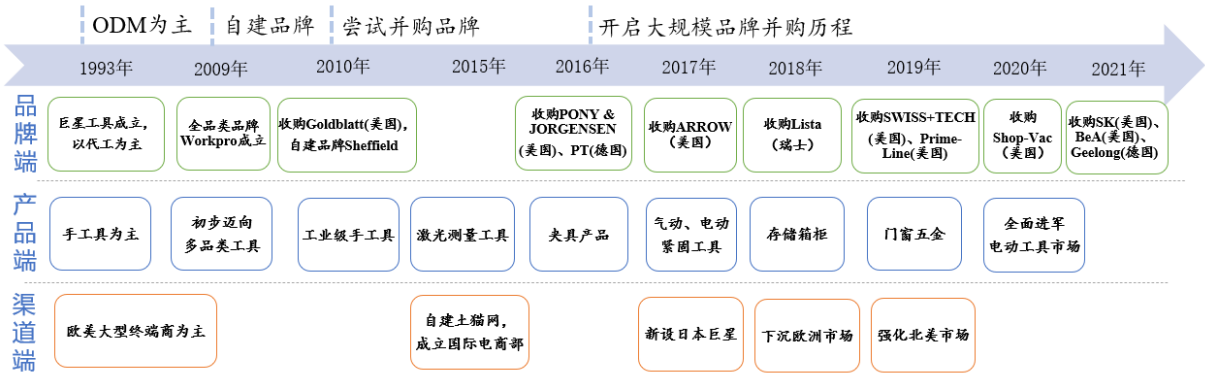 ODM为主
自建品牌
尝试并购品牌
开启大规模品牌并购历程
1993年
2009年
2010年
2015年
2016年
2017年
2018年
2019年
2020年
2021年
品牌端
巨星工具成立，
以代工为主
全品类品牌
Workpro成立
收购Goldblatt(美国)，
自建品牌Sheffield
收购PONY &
JORGENSEN
(美国)、PT(德国)
收购ARROW
（美国）
收购Lista
（瑞士）
收购SWISS+TECH
(美国)、Prime-
Line(美国)
收购
Shop-Vac
（美国）
收购SK(美国)、
BeA(美国)、
Geelong(德国)
产品端
手工具为主
初步迈向
多品类工具
工业级手工具
激光测量工具
夹具产品
气动、电动
紧固工具
存储箱柜
门窗五金
全面进军
电动工具市场
渠道端
欧美大型终端商为主
自建土猫网，
成立国际电商部
新设日本巨星
下沉欧洲市场
强化北美市场